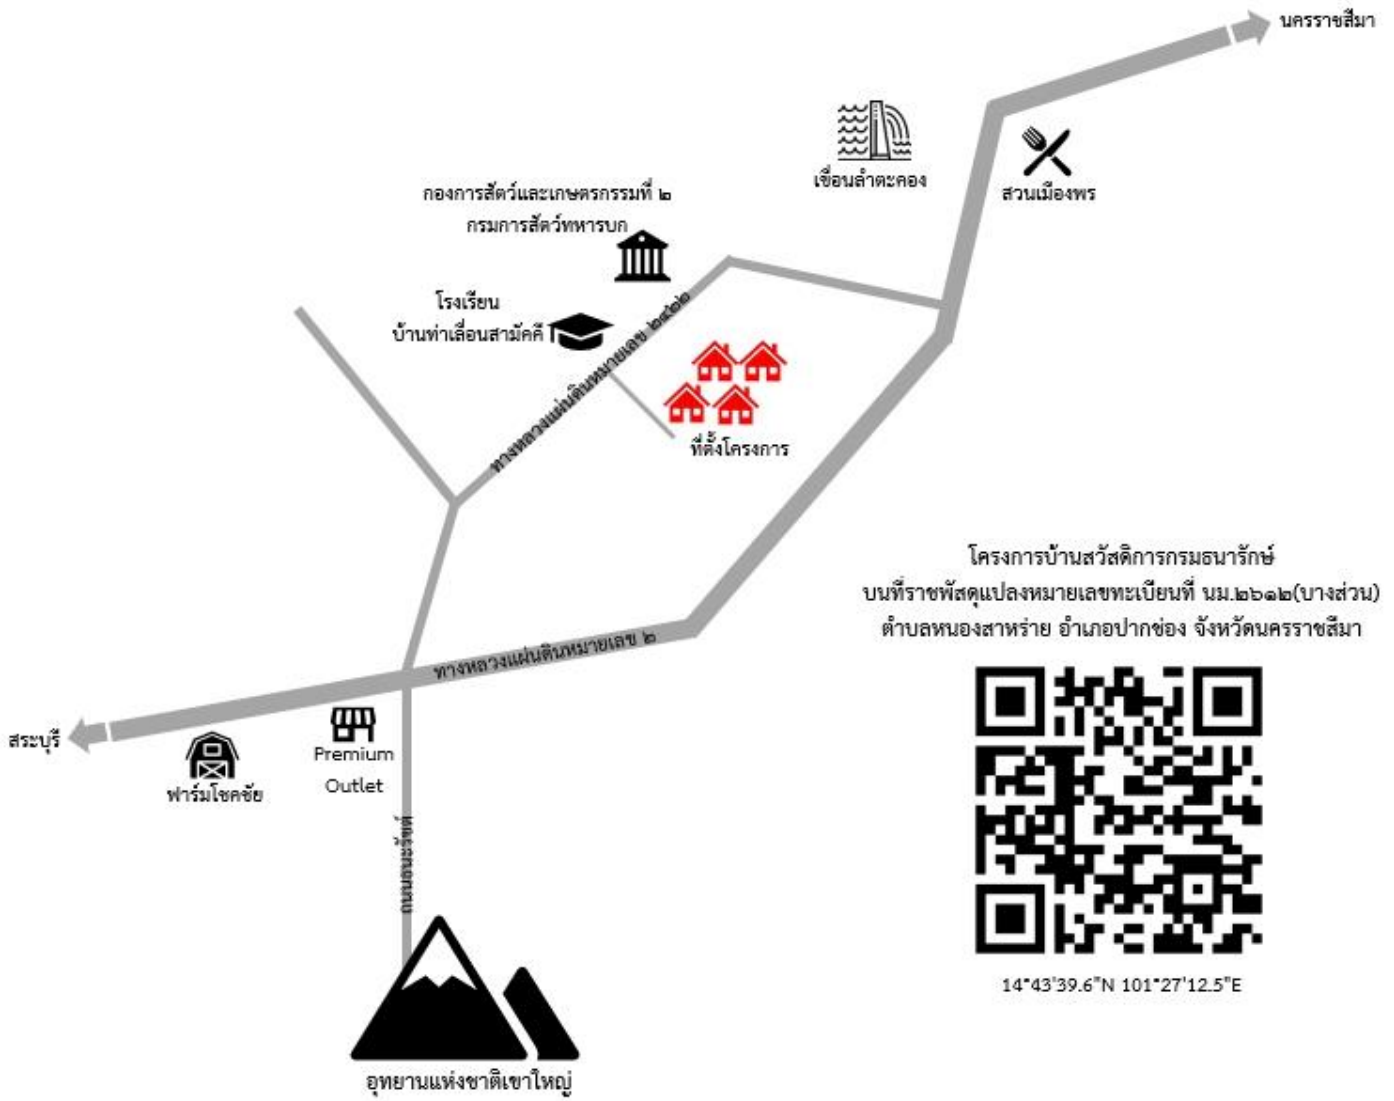 นครราชสีมา
เขื่อนลำตะคอง
สวนเมืองพร
กองการสัตว์และเกษตรกรรมที่ ๒
กรมการสัตว์ทหารบก
โรงเรียน
บ้านท่าเลื่อนสามัคคี
ทางหลวงแผ่นดินหมายเลข ๒๔๒๒
ที่ตั้งโครงการ
โครงการบ้านสวัสดิการกรมธนารักษ์
บนที่ราชพัสดุแปลงหมายเลขทะเบียนที่ นม.๒๖๑๒(บางส่วน)
ตำบลหนองสาหร่าย อำเภอปากช่อง จังหวัดนครราชสีมา
ทางหลวงแผ่นดินหมายเลข ๒
สระบุรี
ฟาร์มโชคชัย
Premium
Outlet
ถนนธนะรัชต์
14°43'39.6"N 101°27'12.5"E
อุทยานแห่งชาติเขาใหญ่